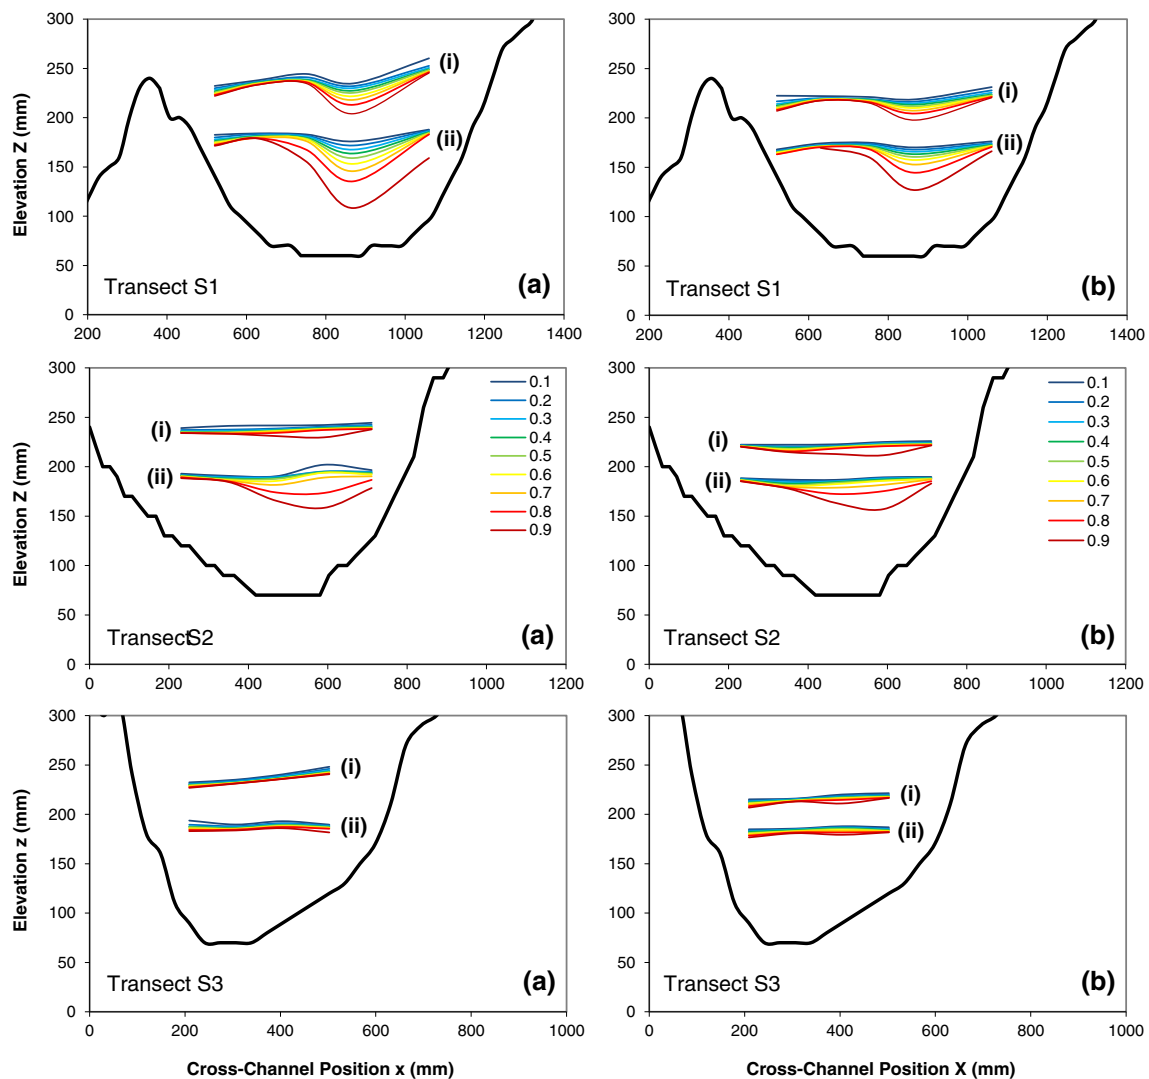 300
250
200
150
100
50
0
Elevation Z (mm)
(i)
(ii)
Transect S1
(a)
200 400 600 800 1000 1200 1400
300
250
200
150
100
50
0
(i)
(ii)
Transect S1
(b)
200 400 600 800 1000 1200 1400
300
250
200
150
100
50
0
Elevation Z (mm)
(i)
(ii)
0.1
0.2
0.3
0.4
0.5
0.6
0.7
0.8
0.9
TransectS2
(a)
0 200 400 600 800 1000 1200
300
250
200
150
100
50
0
(i)
(ii)
0.1
0.2
0.3
0.4
0.5
0.6
0.7
0.8
0.9
Transect S2
(b)
0 200 400 600 800 1000 1200
300
250
200
150
100
50
0
Elevation z (mm)
(i)
(ii)
Transect S3
(a)
0 200 400 600 800 1000
Cross-Channel Position x (mm)
300
250
200
150
100
50
0
(i)
(ii)
Transect S3
(b)
0 200 400 600 800 1000
Cross-Channel Position X (mm)